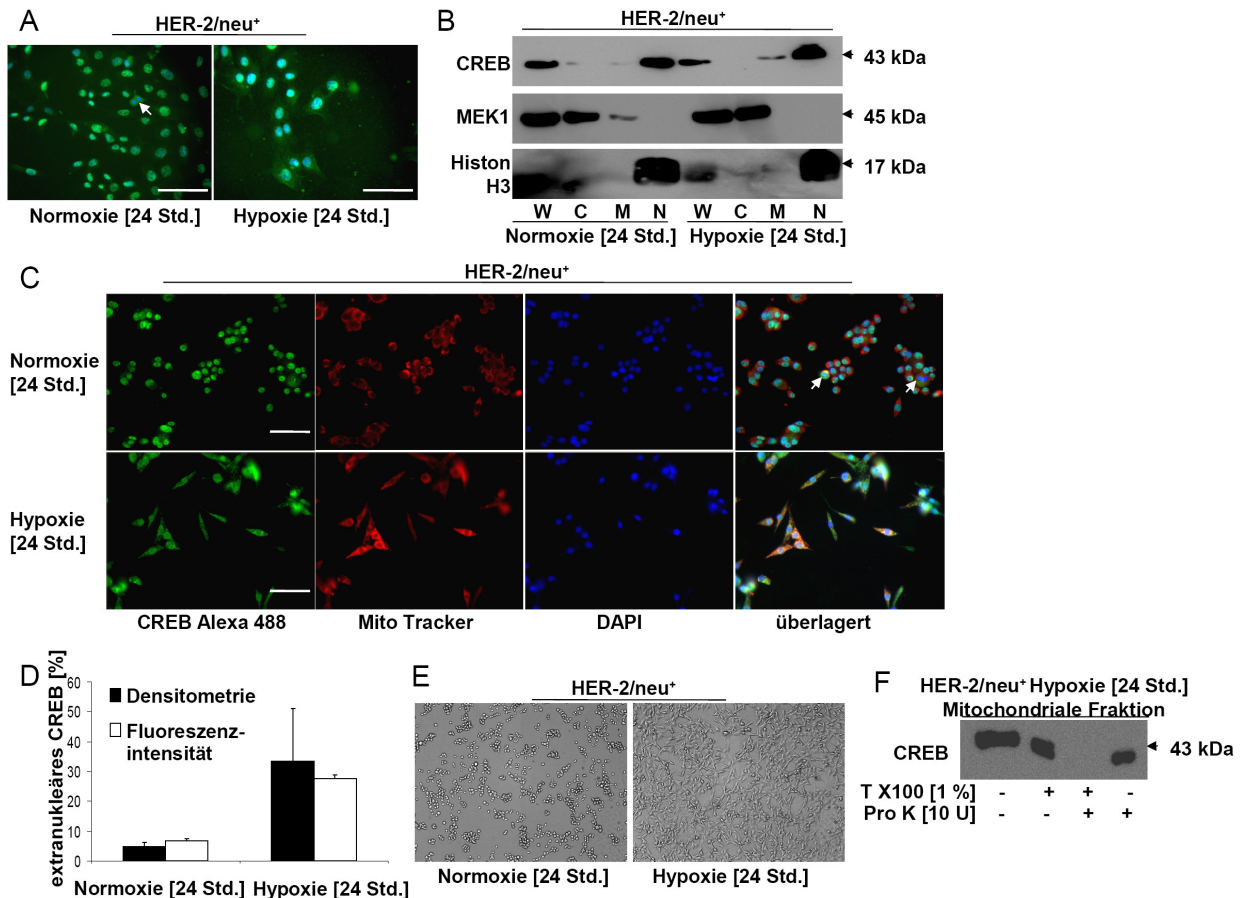 A
HER-2/neu⁺
Normoxie [24 Std.]
Hypoxie [24 Std.]
B
HER-2/neu⁺
CREB
43 kDa
MEK1
45 kDa
Histon
H3
17 kDa
W C M N W C M N
Normoxie [24 Std.]
Hypoxie [24 Std.]
C
HER-2/neu⁺
Normoxie
[24 Std.]
Hypoxie
[24 Std.]
CREB Alexa 488
Mito Tracker
DAPI
überlagert
D
extranukleäres CREB [%]
60
50
40
30
20
10
0
Densitometrie
Fluoreszenz-
intensität
Normoxie [24 Std.]
Hypoxie [24 Std.]
E
HER-2/neu⁺
Normoxie [24 Std.]
Hypoxie [24 Std.]
F
HER-2/neu⁺ Hypoxie [24 Std.]
Mitochondriale Fraktion
CREB
43 kDa
T X100 [1 %] - + + -
Pro K [10 U] - - + +